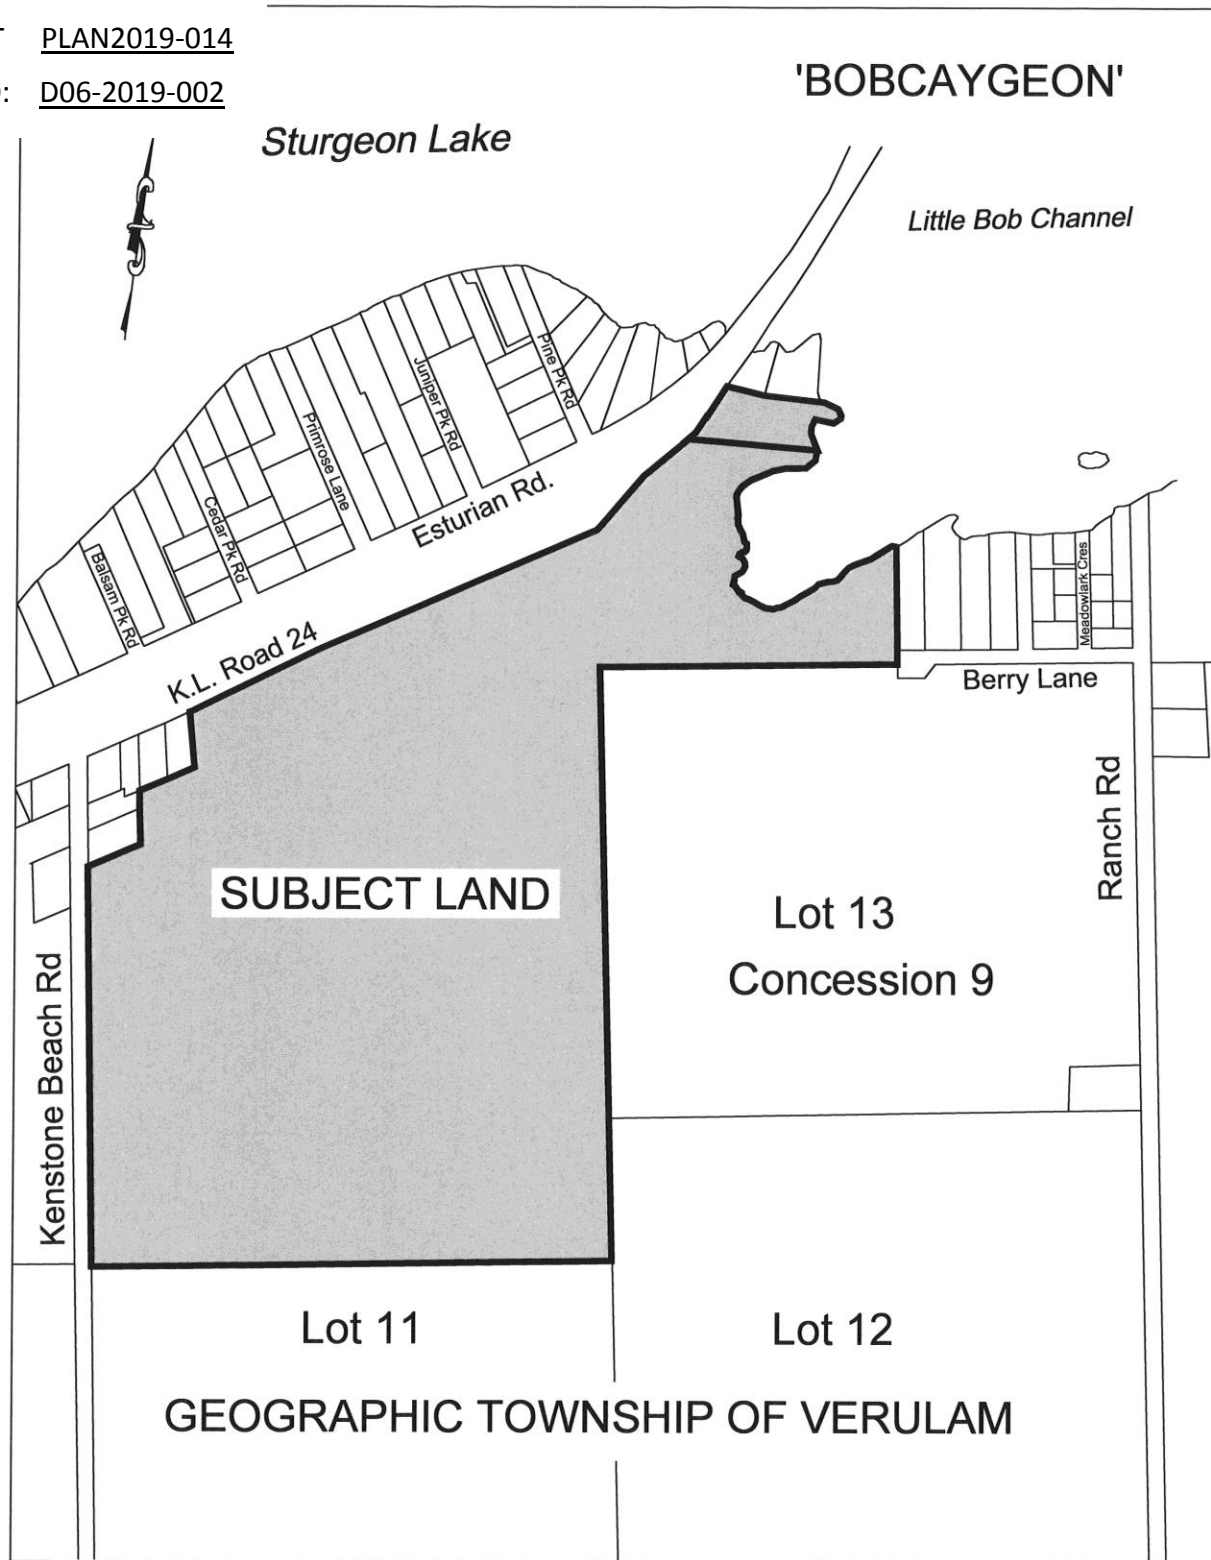 PLAN2019-014
D06-2019-002
'BOBCAYGEON'
Sturgeon Lake
Little Bob Channel
Pine Pk Rd
Juniper Pk Rd
Primrose Lane
Esturian Rd.
Cedar Pk Rd
Balsam Pk Rd
Meadowlark Cres
K.L. Road 24
Berry Lane
Ranch Rd
SUBJECT LAND
Lot 13
Concession 9
Kenstone Beach Rd
Lot 11
Lot 12
GEOGRAPHIC TOWNSHIP OF VERULAM